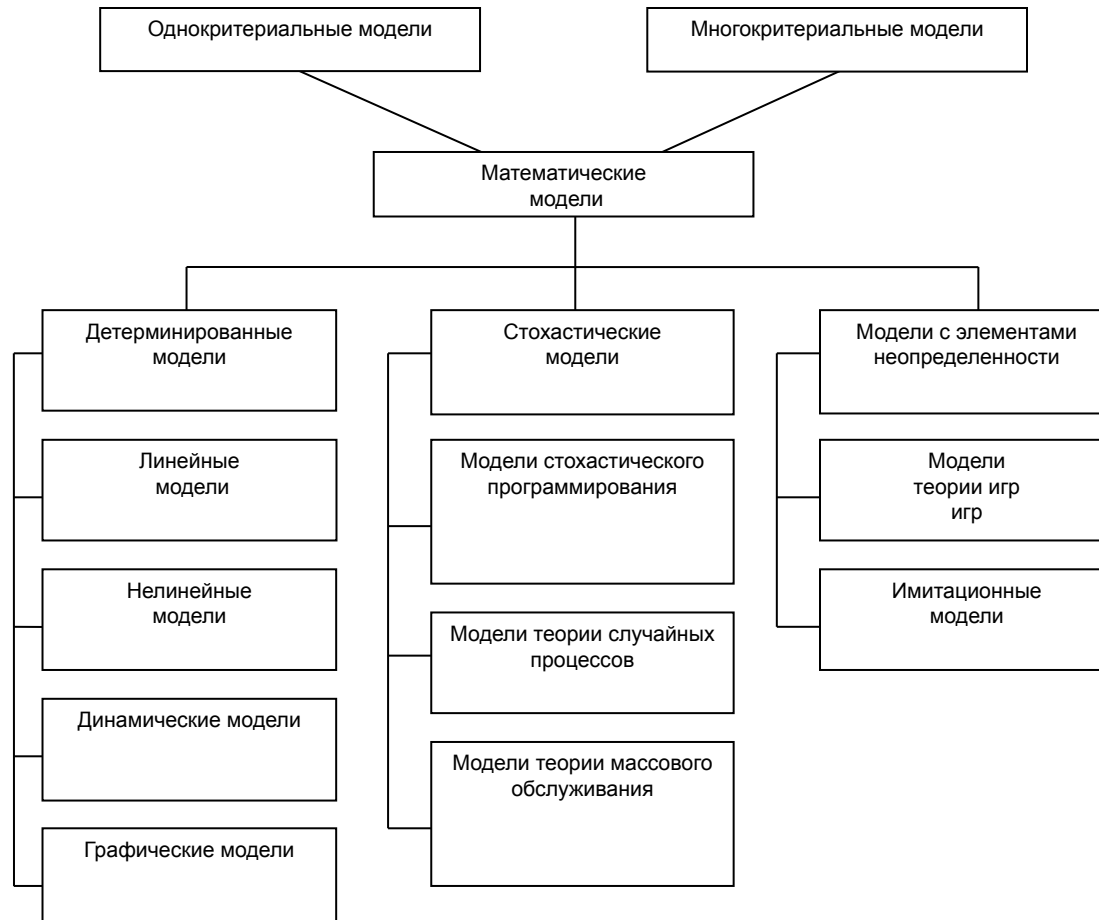 Однокритериальные модели
Многокритериальные модели
Математические
модели
Детерминированные
модели
Стохастические
модели
Модели с элементами
неопределенности
Линейные
модели
Модели стохастического
программирования
Модели
теории игр
игр
Нелинейные
модели
Модели теории случайных
процессов
Имитационные
модели
Динамические модели
Модели теории массового
обслуживания
Графические модели